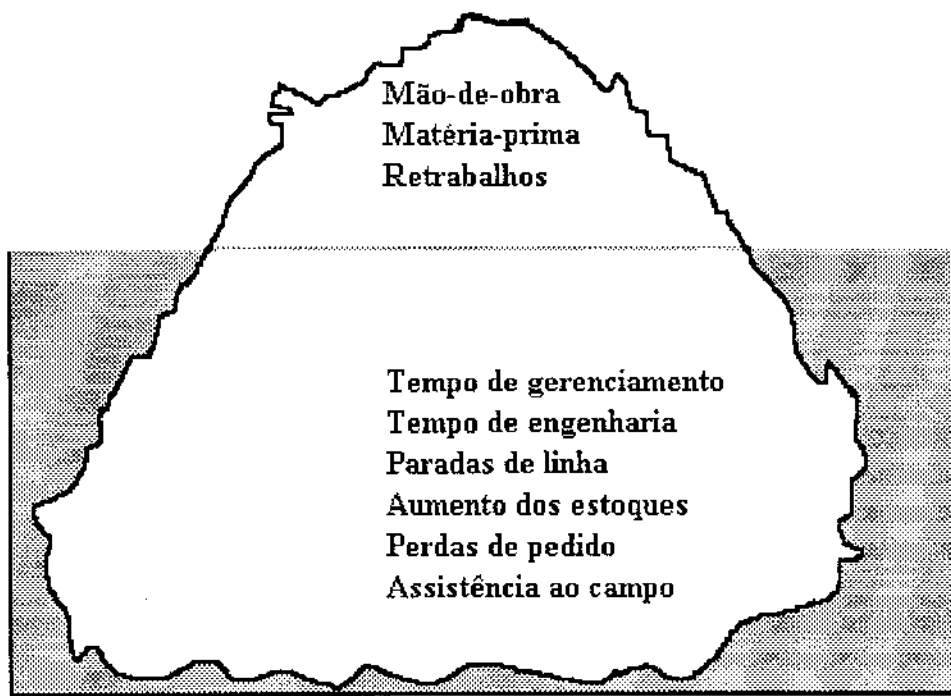 Mão-de-obra
Matéria-prima
Retrabalhos
Tempo de gerenciamento
Tempo de engenharia
Paradas de linha
Aumento dos estoques
Perdas de pedido
Assistência ao campo